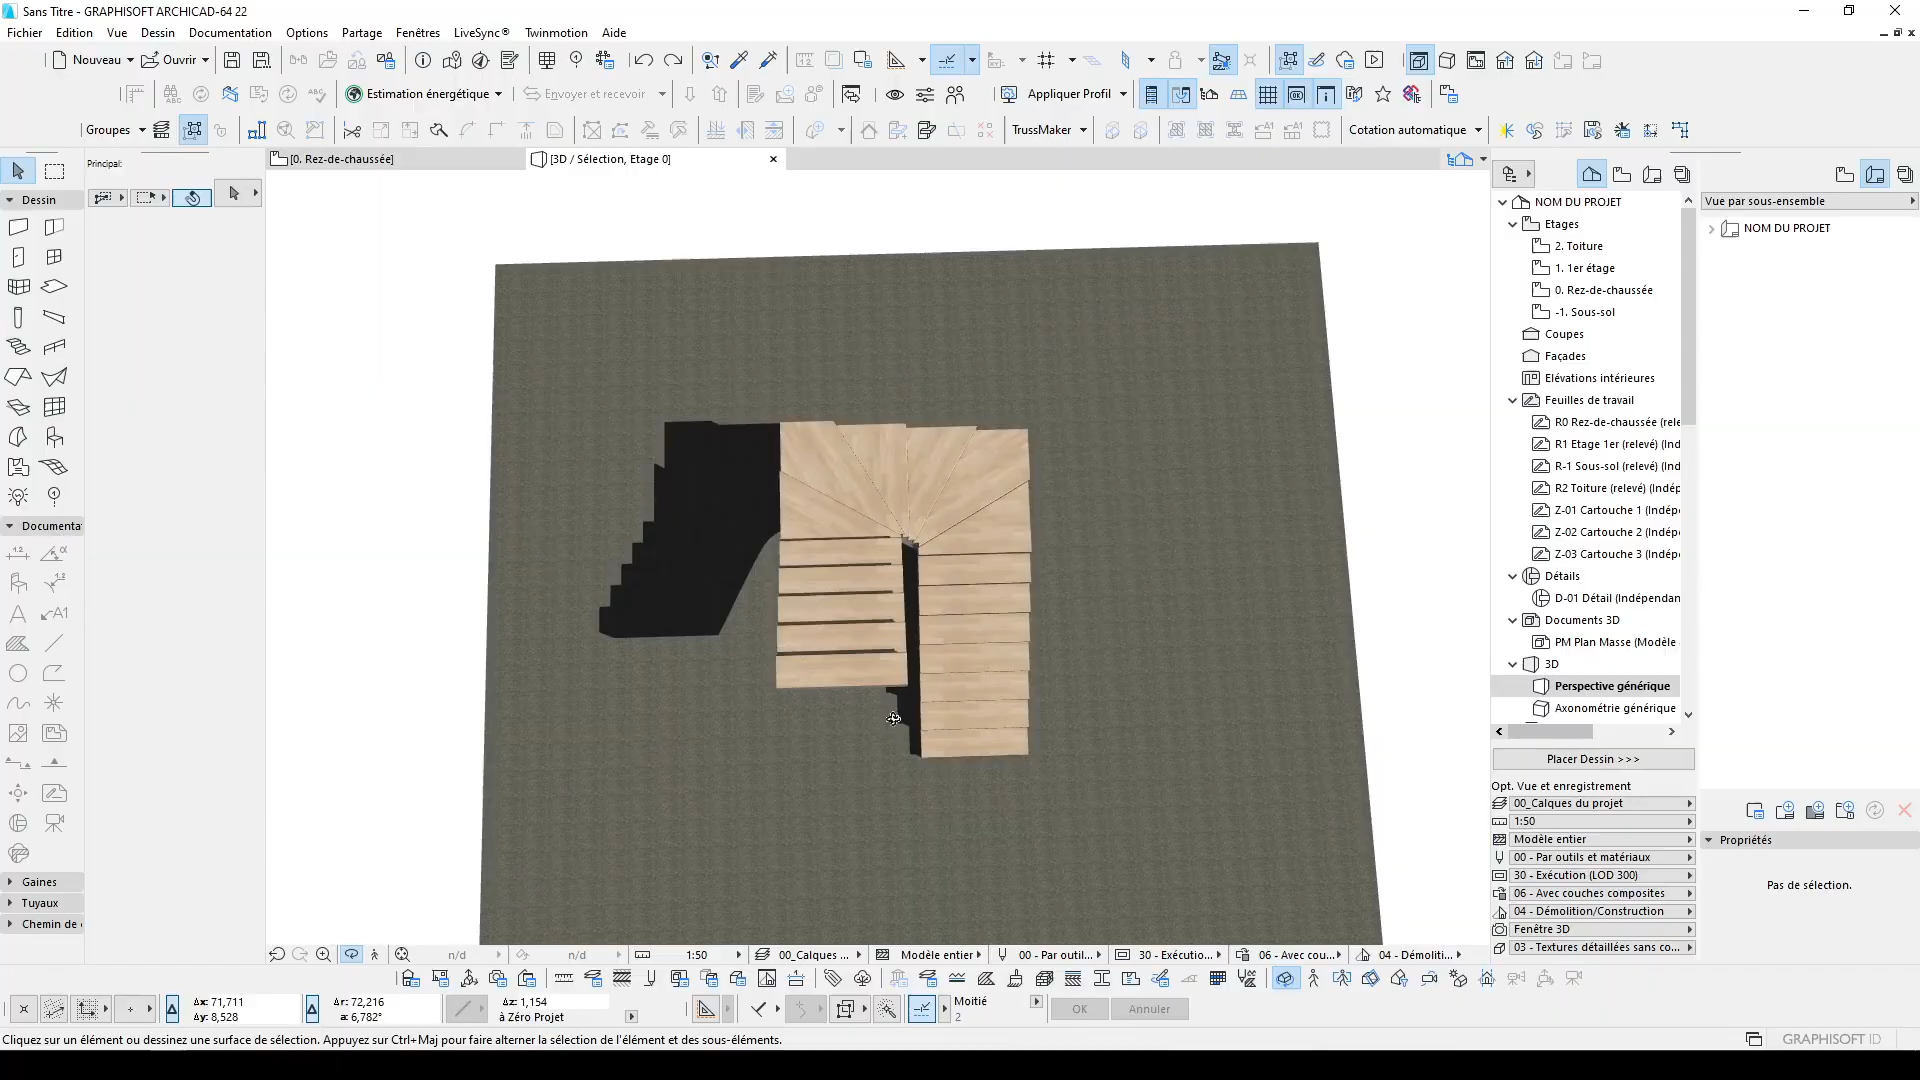 Sans Titre - GRAPHISOFT ARCHICAD-64 22
Fichier Edition Vue Dessin Documentation Options Partage Fenêtres LiveSync® Twinmotion Aide
Nouveau Ouvrir
Estimation énergétique Envoyer et recevoir Appliquer Profil
Groupes TrussMaker Cotation automatique
Principal:
[0. Rez-de-chaussée]
[3D / Sélection, Etage 0]
Dessin
Documenta
Gaines
Tuyaux
Chemin de
NOM DU PROJET
Etages
2. Toiture
1. 1er étage
0. Rez-de-chaussée
-1. Sous-sol
Coupes
Façades
Elévations intérieures
Feuilles de travail
R0 Rez-de-chaussée (rele
R1 Etage 1er (relevé) (Ind
R-1 Sous-sol (relevé) (Ind
R2 Toiture (relevé) (Indép
Z-01 Cartouche 1 (Indépe
Z-02 Cartouche 2 (Indépe
Z-03 Cartouche 3 (Indépe
Détails
D-01 Détail (Indépendan
Documents 3D
PM Plan Masse (Modèle
3D
Perspective générique
Axonométrie générique
Placer Dessin >>>
Opt. Vue et enregistrement
00_Calques du projet
1:50
Modèle entier
00 - Par outils et matériaux
30 - Exécution (LOD 300)
06 - Avec couches composites
04 - Démolition/Construction
Fenêtre 3D
03 - Textures détaillées sans co...
Vue par sous-ensemble
NOM DU PROJET
Propriétés
Pas de sélection.
n/d n/d 1:50 00_Calques ... Modèle entier 00 - Par outil... 30 - Exécutio... 06 - Avec cou... 04 - Démoliti...
Δx: 71,711 Δr: 72,216 Δz: 1,154 Moitié
Δy: 8,528 a: 6,782° à Zéro Projet 2 OK Annuler
Cliquez sur un élément ou dessinez une surface de sélection. Appuyez sur Ctrl+Maj pour faire alterner la sélection de l'élément et des sous-éléments.
GRAPHISOFT ID